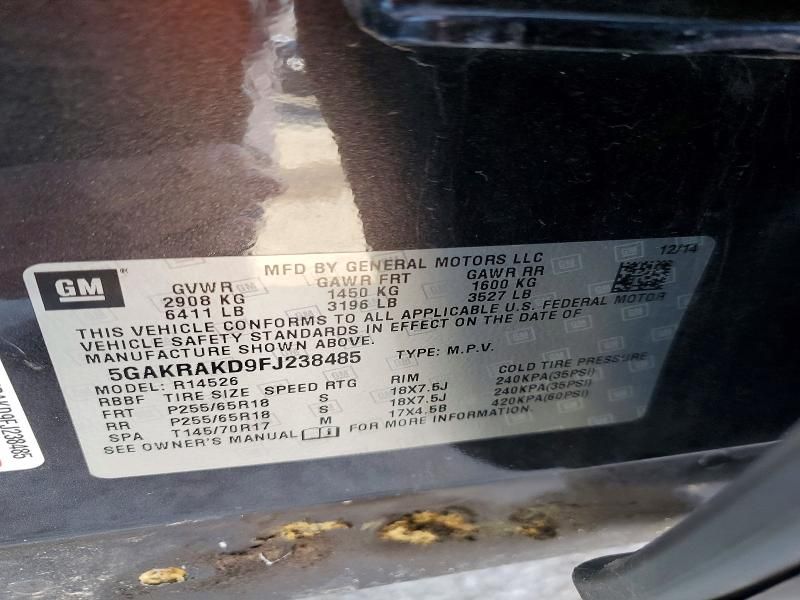 GM
MFD BY GENERAL MOTORS LLC 12/14
GVWR GAWR FRT GAWR RR
2908 KG 1450 KG 1600 KG
6411 LB 3196 LB 3527 LB
THIS VEHICLE CONFORMS TO ALL APPLICABLE U.S. FEDERAL MOTOR
VEHICLE SAFETY STANDARDS IN EFFECT ON THE DATE OF
MANUFACTURE SHOWN ABOVE.
5GAKRAKD9FJ238485 TYPE: M.P.V.
MODEL: R14526
RBBF TIRE SIZE SPEED RTG RIM COLD TIRE PRESSURE
FRT P255/65R18 S 18X7.5J 240KPA(35PSI)
RR P255/65R18 S 18X7.5J 240KPA(35PSI)
SPA T145/70R17 M 17X4.5B 420KPA(60PSI)
SEE OWNER'S MANUAL FOR MORE INFORMATION.
KD9FJ238485